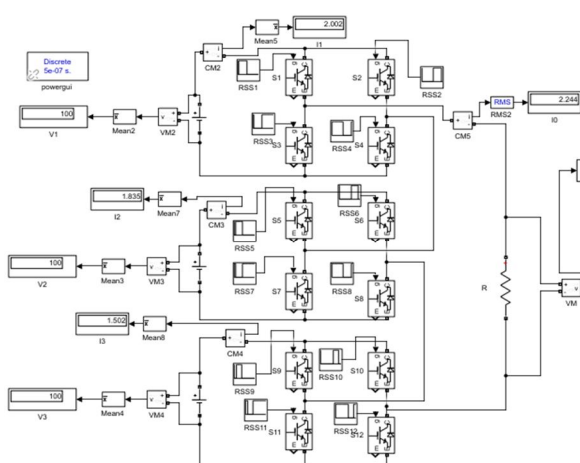 2.002
Mean5
I1
Discrete
5e-07 s.
powergui
CM2
RSS1
S1
S2
RSS2
100
V1
Mean2
v
VM2
RSS3
S3
RSS4
S4
CM5
RMS
RMS2
2.244
I0
1.835
I2
Mean7
CM3
RSS5
S5
RSS6
S6
100
V2
Mean3
v
VM3
RSS7
S7
RSS8
S8
R
v
VM
1.502
I3
Mean8
CM4
RSS9
S9
RSS10
S10
100
V3
Mean4
v
VM4
RSS11
S11
RSS12
S12